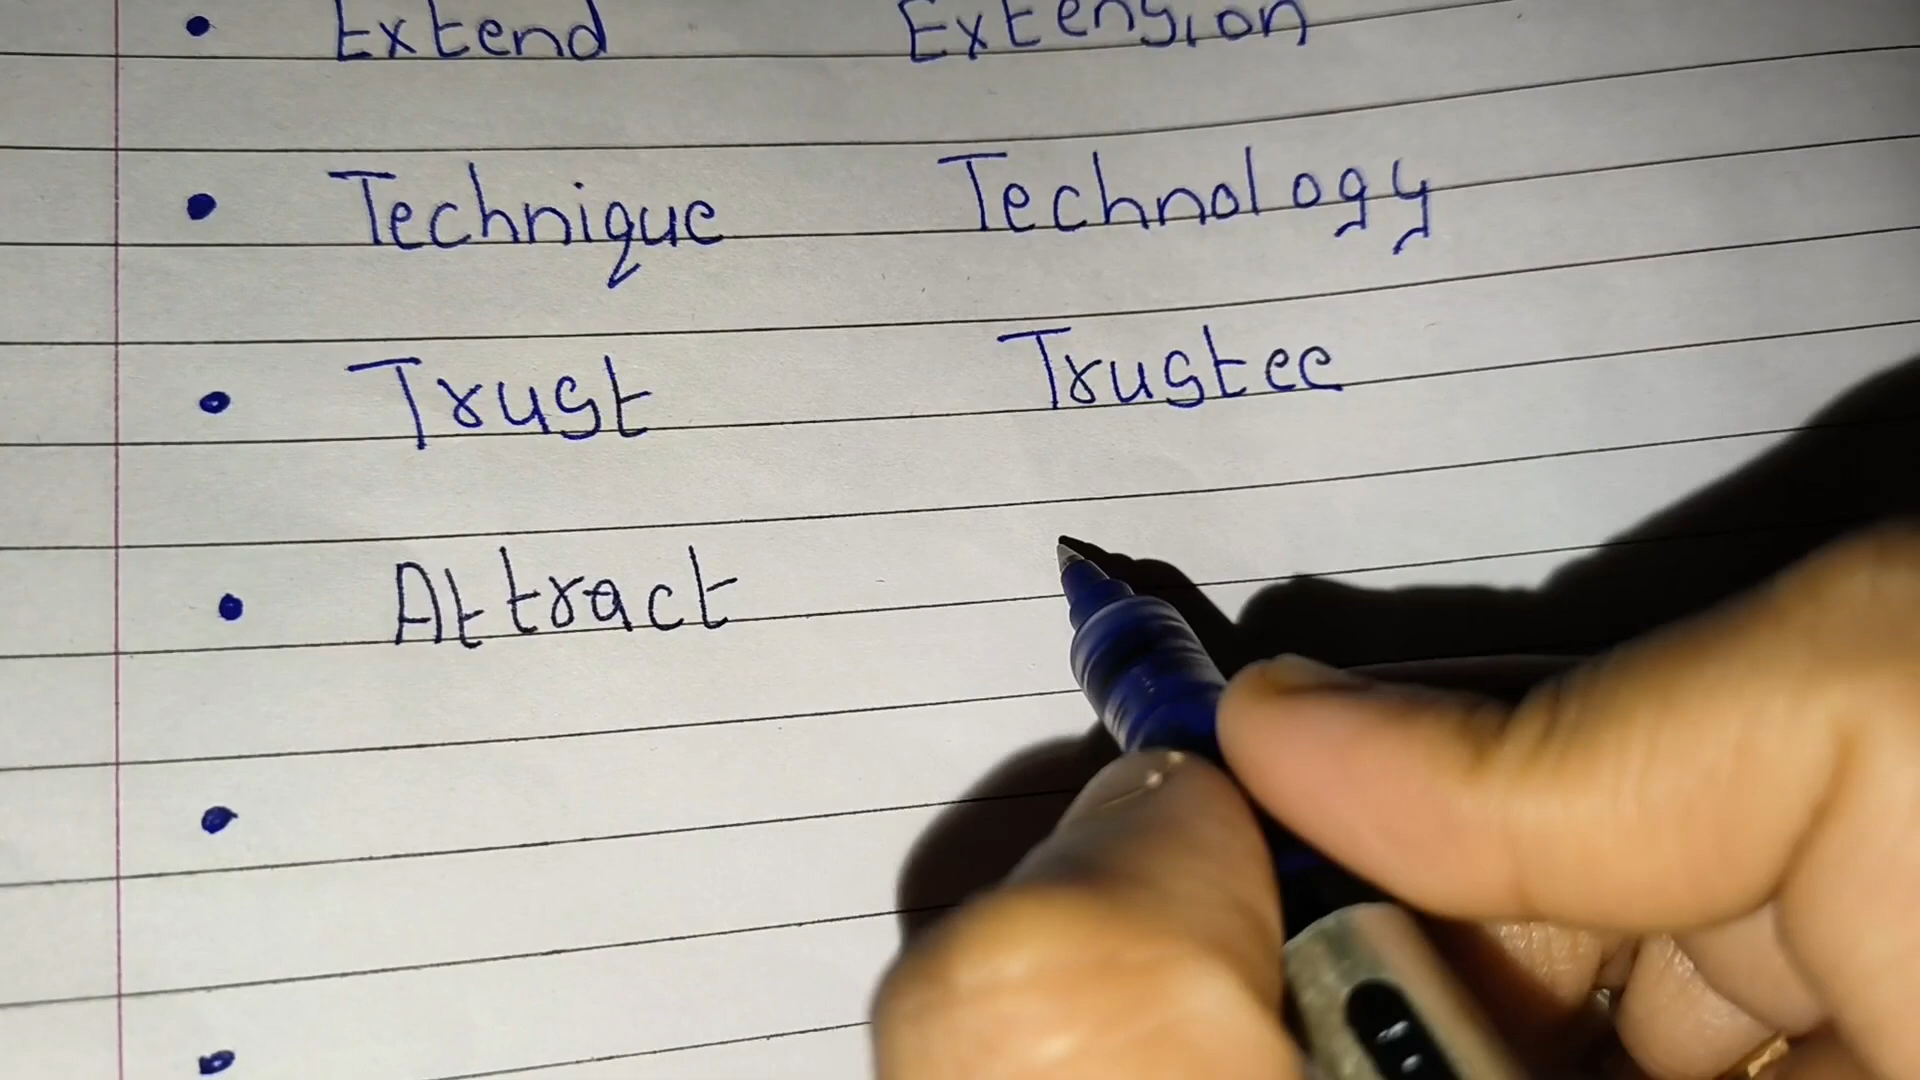 • Extend Extension
• Technique Technology
• Trust Trustee
• Attract
•
•